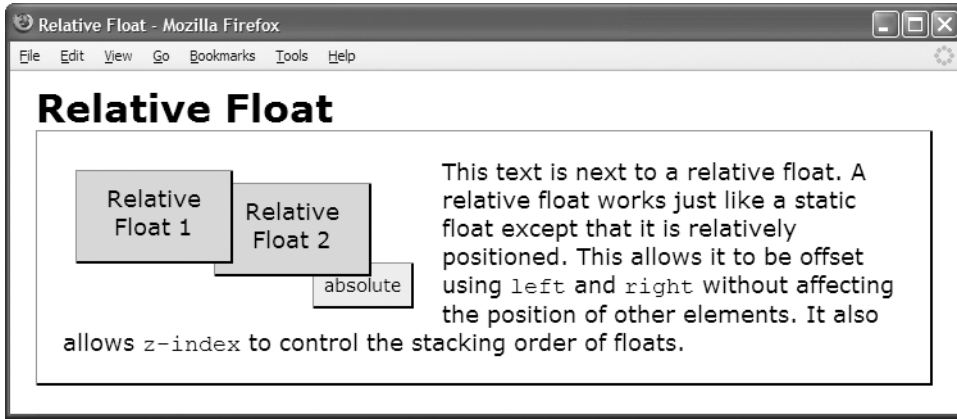 Relative Float - Mozilla Firefox
File Edit View Go Bookmarks Tools Help
Relative Float
Relative
Float 1
Relative
Float 2
absolute
This text is next to a relative float. A
relative float works just like a static
float except that it is relatively
positioned. This allows it to be offset
using left and right without affecting
the position of other elements. It also
allows z-index to control the stacking order of floats.